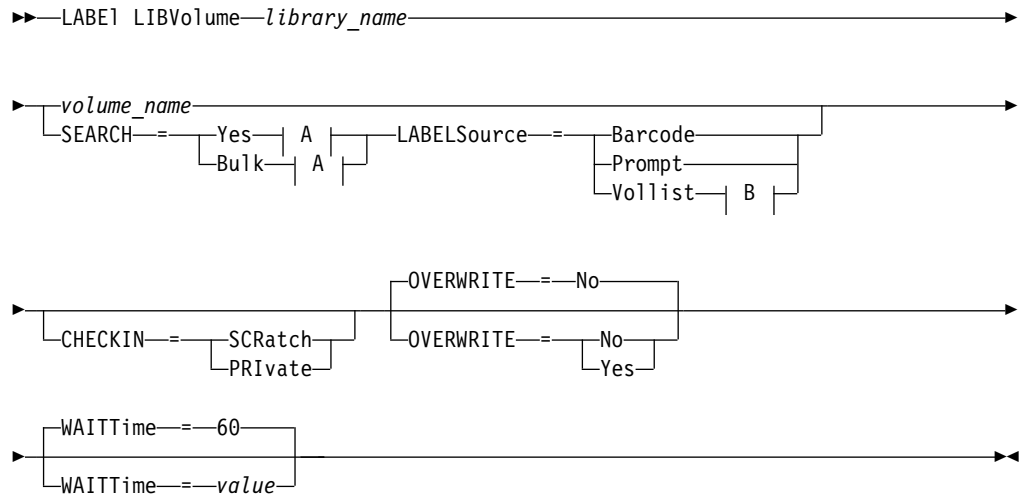 LABEl LIBVolume library_name
volume_name
SEARCH = Yes A LABELSource = Barcode
Bulk A Prompt
Vollist B
OVERWRITE = No
CHECKIN = SCRatch OVERWRITE = No
PRIvate Yes
WAITTime = 60
WAITTime = value